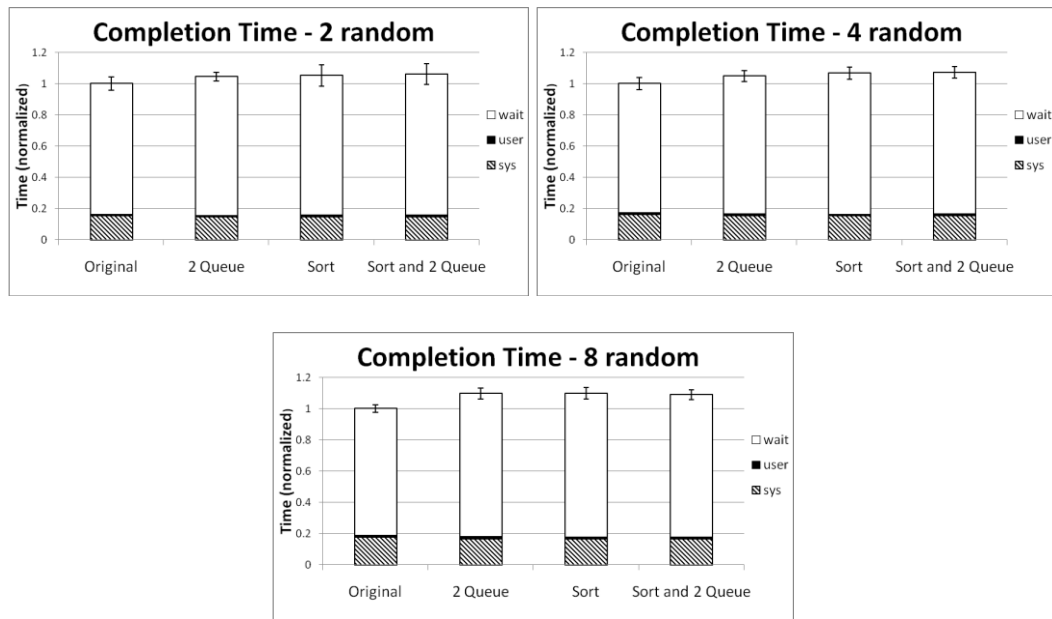 Completion Time - 2 random
Time (normalized)
1.2
1
0.8
0.6
0.4
0.2
0
Original
2 Queue
Sort
Sort and 2 Queue
wait
user
sys
Completion Time - 4 random
Time (normalized)
1.2
1
0.8
0.6
0.4
0.2
0
Original
2 Queue
Sort
Sort and 2 Queue
wait
user
sys
Completion Time - 8 random
Time (normalized)
1.2
1
0.8
0.6
0.4
0.2
0
Original
2 Queue
Sort
Sort and 2 Queue
wait
user
sys